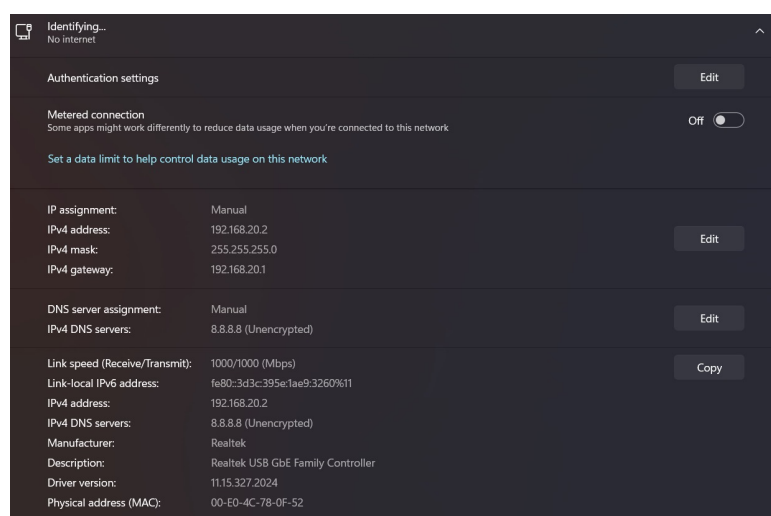 Identifying...
No internet
Authentication settings
Edit
Metered connection
Some apps might work differently to reduce data usage when you're connected to this network
Off
Set a data limit to help control data usage on this network
IP assignment: Manual
IPv4 address: 192.168.20.2
IPv4 mask: 255.255.255.0
IPv4 gateway: 192.168.20.1
Edit
DNS server assignment: Manual
IPv4 DNS servers: 8.8.8.8 (Unencrypted)
Edit
Link speed (Receive/Transmit): 1000/1000 (Mbps)
Link-local IPv6 address: fe80::3d3c:395e:1ae9:3260%11
IPv4 address: 192.168.20.2
IPv4 DNS servers: 8.8.8.8 (Unencrypted)
Manufacturer: Realtek
Description: Realtek USB GbE Family Controller
Driver version: 11.15.327.2024
Physical address (MAC): 00-E0-4C-78-0F-52
Copy